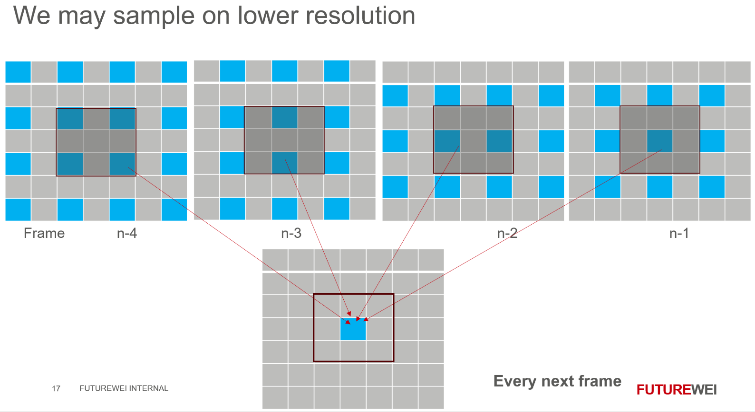 We may sample on lower resolution
Frame n-4 n-3 n-2 n-1
Every next frame
17 FUTUREWEI INTERNAL
FUTUREWEI